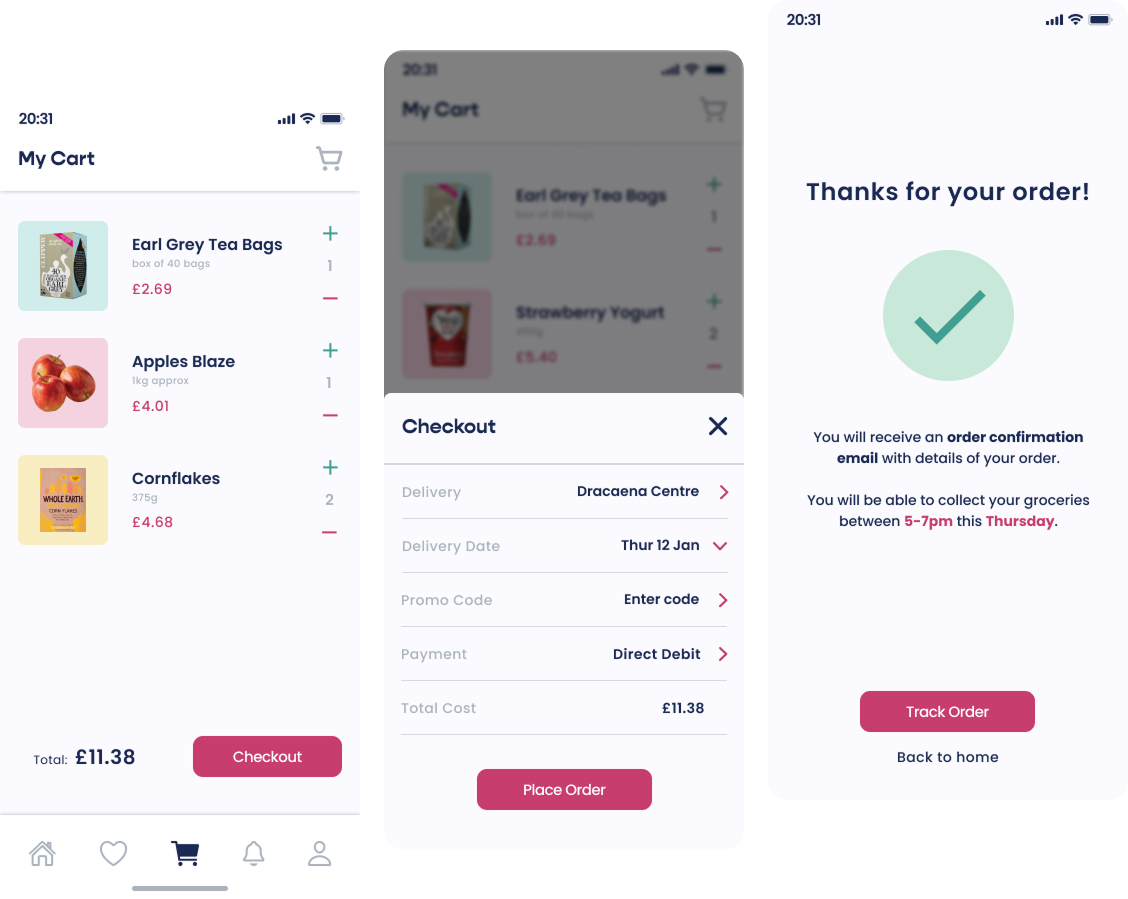 20:31
My Cart
Earl Grey Tea Bags
box of 40 bags
£2.69
1
Apples Blaze
1kg approx
£4.01
1
WHOLE EARTH
CORN FLAKES
Cornflakes
375g
£4.68
2
Total: £11.38
Checkout
20:31
My Cart
Earl Grey Tea Bags
box of 40 bags
£2.69
1
Strawberry Yogurt
£5.40
2
Checkout
Delivery Dracaena Centre
Delivery Date Thur 12 Jan
Promo Code Enter code
Payment Direct Debit
Total Cost £11.38
Place Order
20:31
Thanks for your order!
You will receive an order confirmation
email with details of your order.
You will be able to collect your groceries
between 5-7pm this Thursday.
Track Order
Back to home